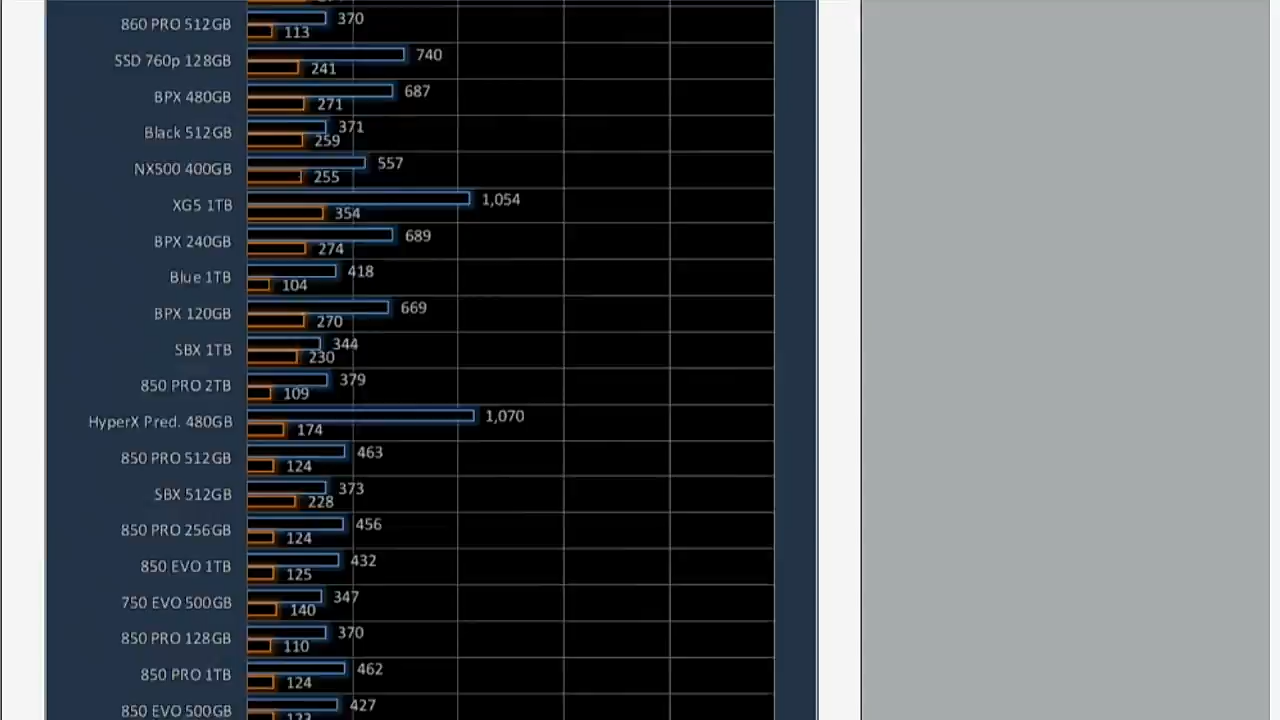 860 PRO 512GB 370
113
SSD 760p 128GB 740
241
BPX 480GB 687
271
Black 512GB 371
259
NX500 400GB 557
255
XG5 1TB 1,054
354
BPX 240GB 689
274
Blue 1TB 418
104
BPX 120GB 669
270
SBX 1TB 344
230
850 PRO 2TB 379
109
HyperX Pred. 480GB 1,070
174
850 PRO 512GB 463
124
SBX 512GB 373
228
850 PRO 256GB 456
124
850 EVO 1TB 432
125
750 EVO 500GB 347
140
850 PRO 128GB 370
110
850 PRO 1TB 462
124
850 EVO 500GB 427